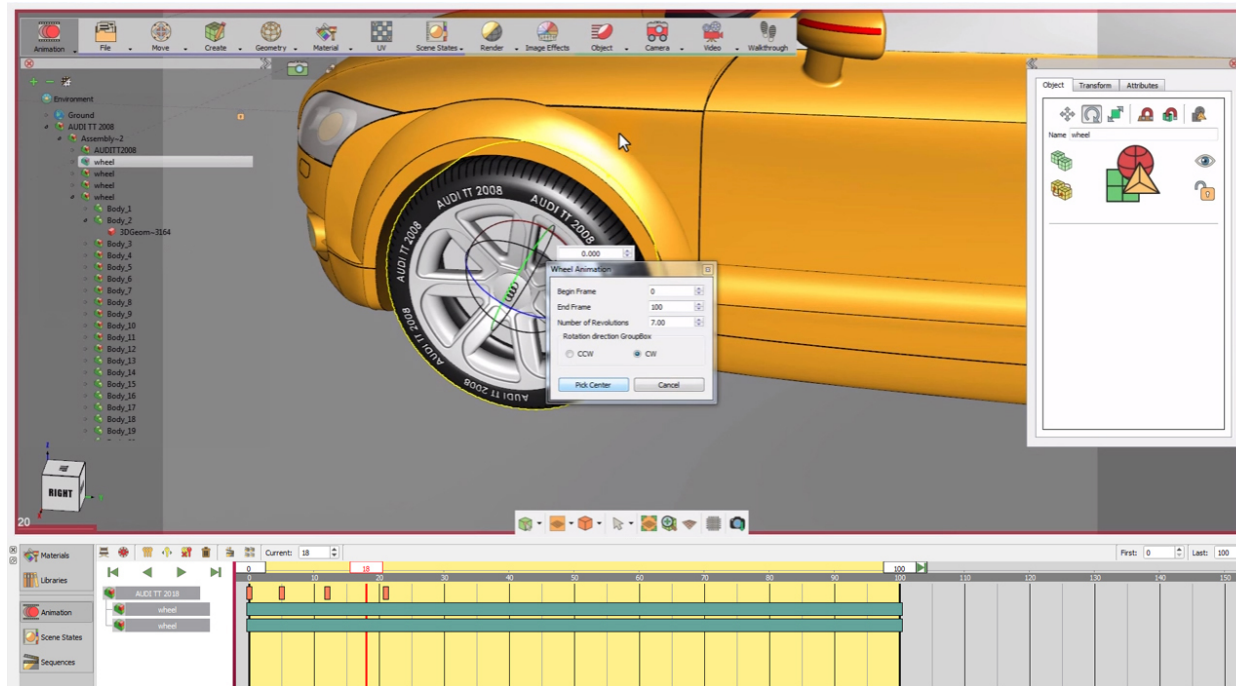 Animation File Move Create Geometry Material UV Scene States Render Image Effects Object Camera Video Walkthrough
Environment
Ground
AUDI TT 2008
Assembly-2
AUDITT2008
wheel
wheel
wheel
wheel
Body_1
Body_2
3DGeom-3164
Body_3
Body_4
Body_5
Body_6
Body_7
Body_8
Body_9
Body_10
Body_11
Body_12
Body_13
Body_14
Body_15
Body_16
Body_17
Body_18
Body_19
RIGHT
20
AUDI TT 2008
AUDI TT 2008
AUDI TT 2008
AUDI TT 2008
AUDI TT 2008
0.000
Wheel Animation
Begin Frame 0
End Frame 100
Number of Revolutions 7.00
Rotation direction GroupBox
CCW CW
Pick Center Cancel
Object Transform Attributes
Name wheel
Materials
Libraries
Animation
Scene States
Sequences
Current: 18
First: 0 Last: 100
0 18 100
0 10 20 30 40 50 60 70 80 90 100 110 120 130 140 150
AUDI TT 2018
wheel
wheel